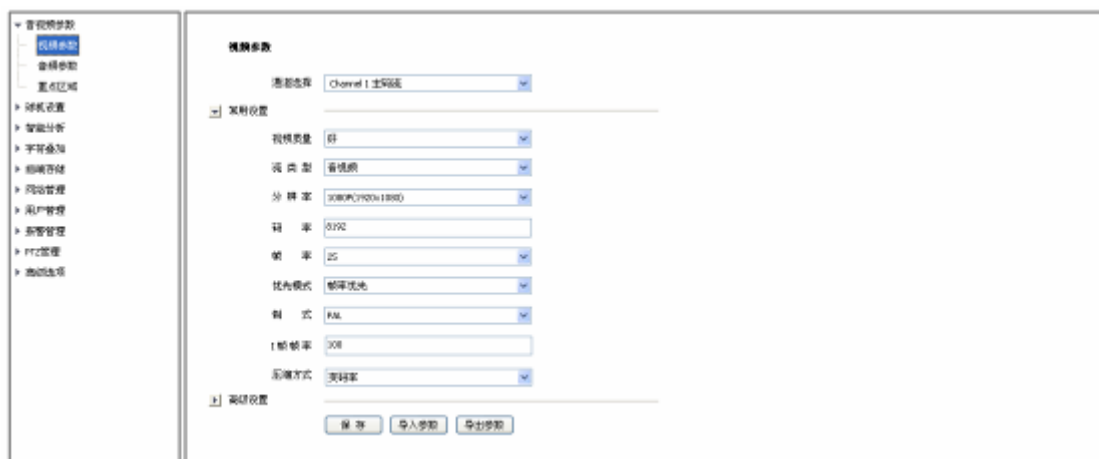 音视频参数
视频参数
音频参数
重点区域
球机设置
智能分析
字符叠加
前端存储
网络管理
用户管理
报警管理
PTZ管理
高级选项
视频参数
通道选择 Channel 1 主码流
常用设置
视频质量 好
流类型 音视频
分辨率 1080P(1920x1080)
码率 8192
帧率 25
优先模式 帧率优先
制式 PAL
I帧帧率 100
压缩方式 变码率
高级设置
保存 导入参数 导出参数